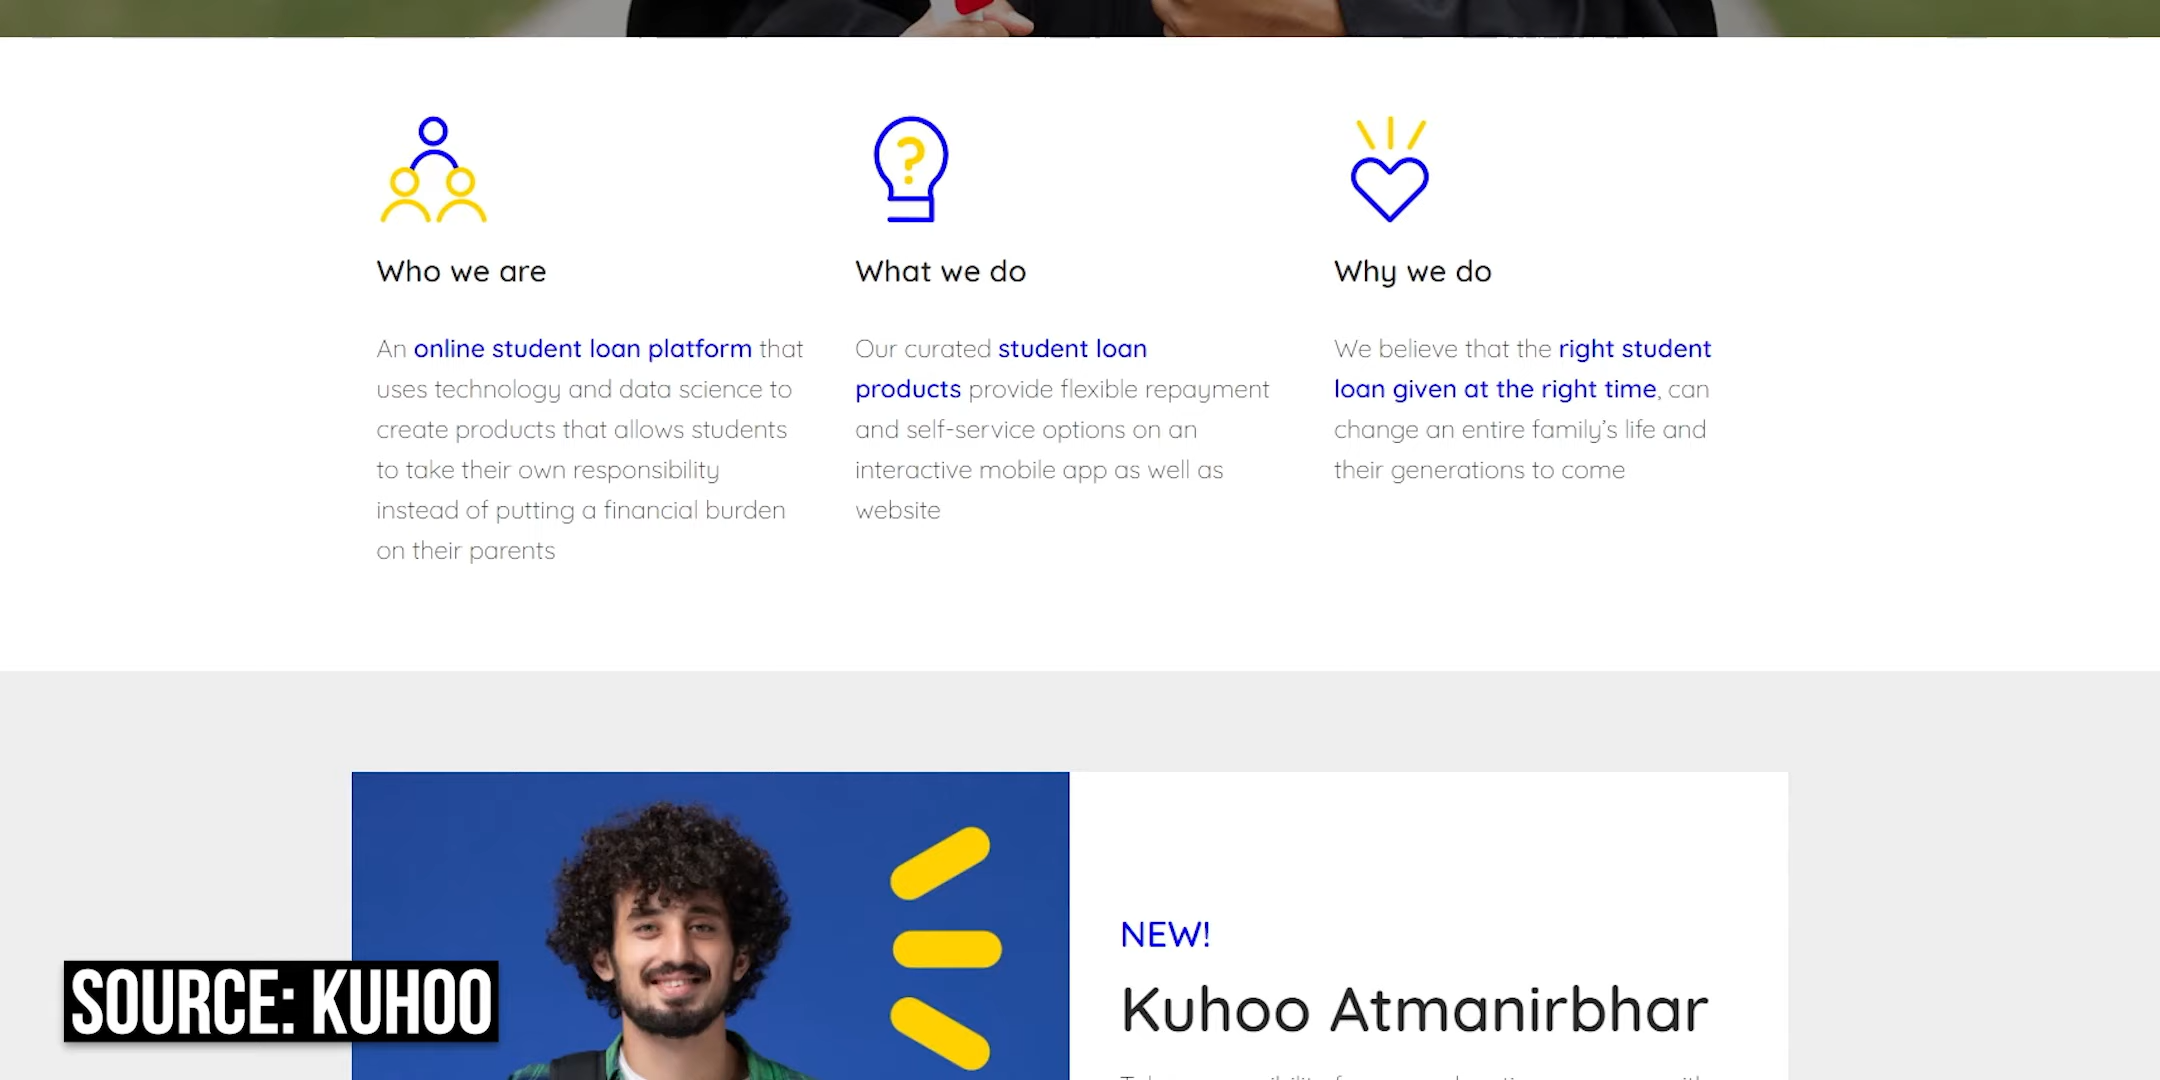 ?
Who we are
An online student loan platform that
uses technology and data science to
create products that allows students
to take their own responsibility
instead of putting a financial burden
on their parents
What we do
Our curated student loan
products provide flexible repayment
and self-service options on an
interactive mobile app as well as
website
Why we do
We believe that the right student
loan given at the right time, can
change an entire family's life and
their generations to come
NEW!
Kuhoo Atmanirbhar
SOURCE: KUHOO